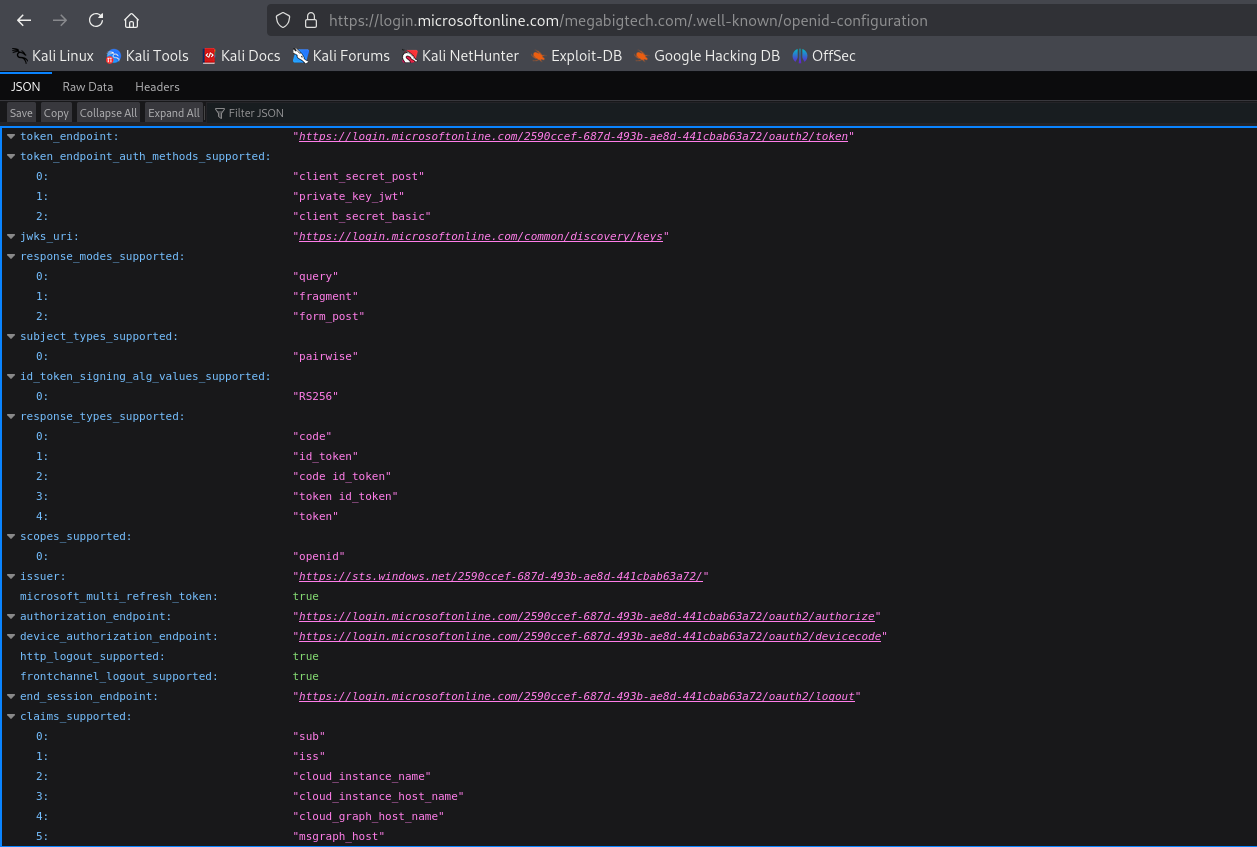 https://login.microsoftonline.com/megabigtech.com/.well-known/openid-configuration
Kali Linux Kali Tools Kali Docs Kali Forums Kali NetHunter Exploit-DB Google Hacking DB OffSec
JSON Raw Data Headers
Save Copy Collapse All Expand All Filter JSON
token_endpoint: "https://login.microsoftonline.com/2590ccef-687d-493b-ae8d-441cbab63a72/oauth2/token"
token_endpoint_auth_methods_supported:
0: "client_secret_post"
1: "private_key_jwt"
2: "client_secret_basic"
jwks_uri: "https://login.microsoftonline.com/common/discovery/keys"
response_modes_supported:
0: "query"
1: "fragment"
2: "form_post"
subject_types_supported:
0: "pairwise"
id_token_signing_alg_values_supported:
0: "RS256"
response_types_supported:
0: "code"
1: "id_token"
2: "code id_token"
3: "token id_token"
4: "token"
scopes_supported:
0: "openid"
issuer: "https://sts.windows.net/2590ccef-687d-493b-ae8d-441cbab63a72/"
microsoft_multi_refresh_token: true
authorization_endpoint: "https://login.microsoftonline.com/2590ccef-687d-493b-ae8d-441cbab63a72/oauth2/authorize"
device_authorization_endpoint: "https://login.microsoftonline.com/2590ccef-687d-493b-ae8d-441cbab63a72/oauth2/devicecode"
http_logout_supported: true
frontchannel_logout_supported: true
end_session_endpoint: "https://login.microsoftonline.com/2590ccef-687d-493b-ae8d-441cbab63a72/oauth2/logout"
claims_supported:
0: "sub"
1: "iss"
2: "cloud_instance_name"
3: "cloud_instance_host_name"
4: "cloud_graph_host_name"
5: "msgraph_host"